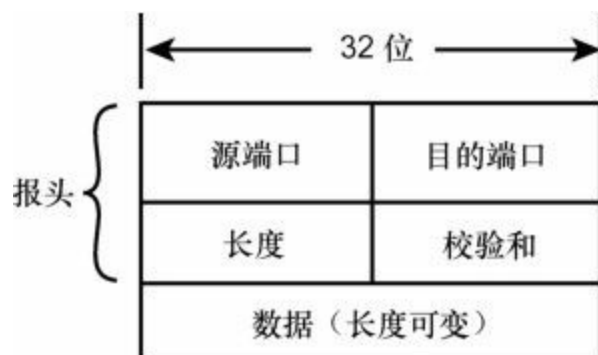 32 位
源端口 目的端口
报头
长度 校验和
数据（长度可变）